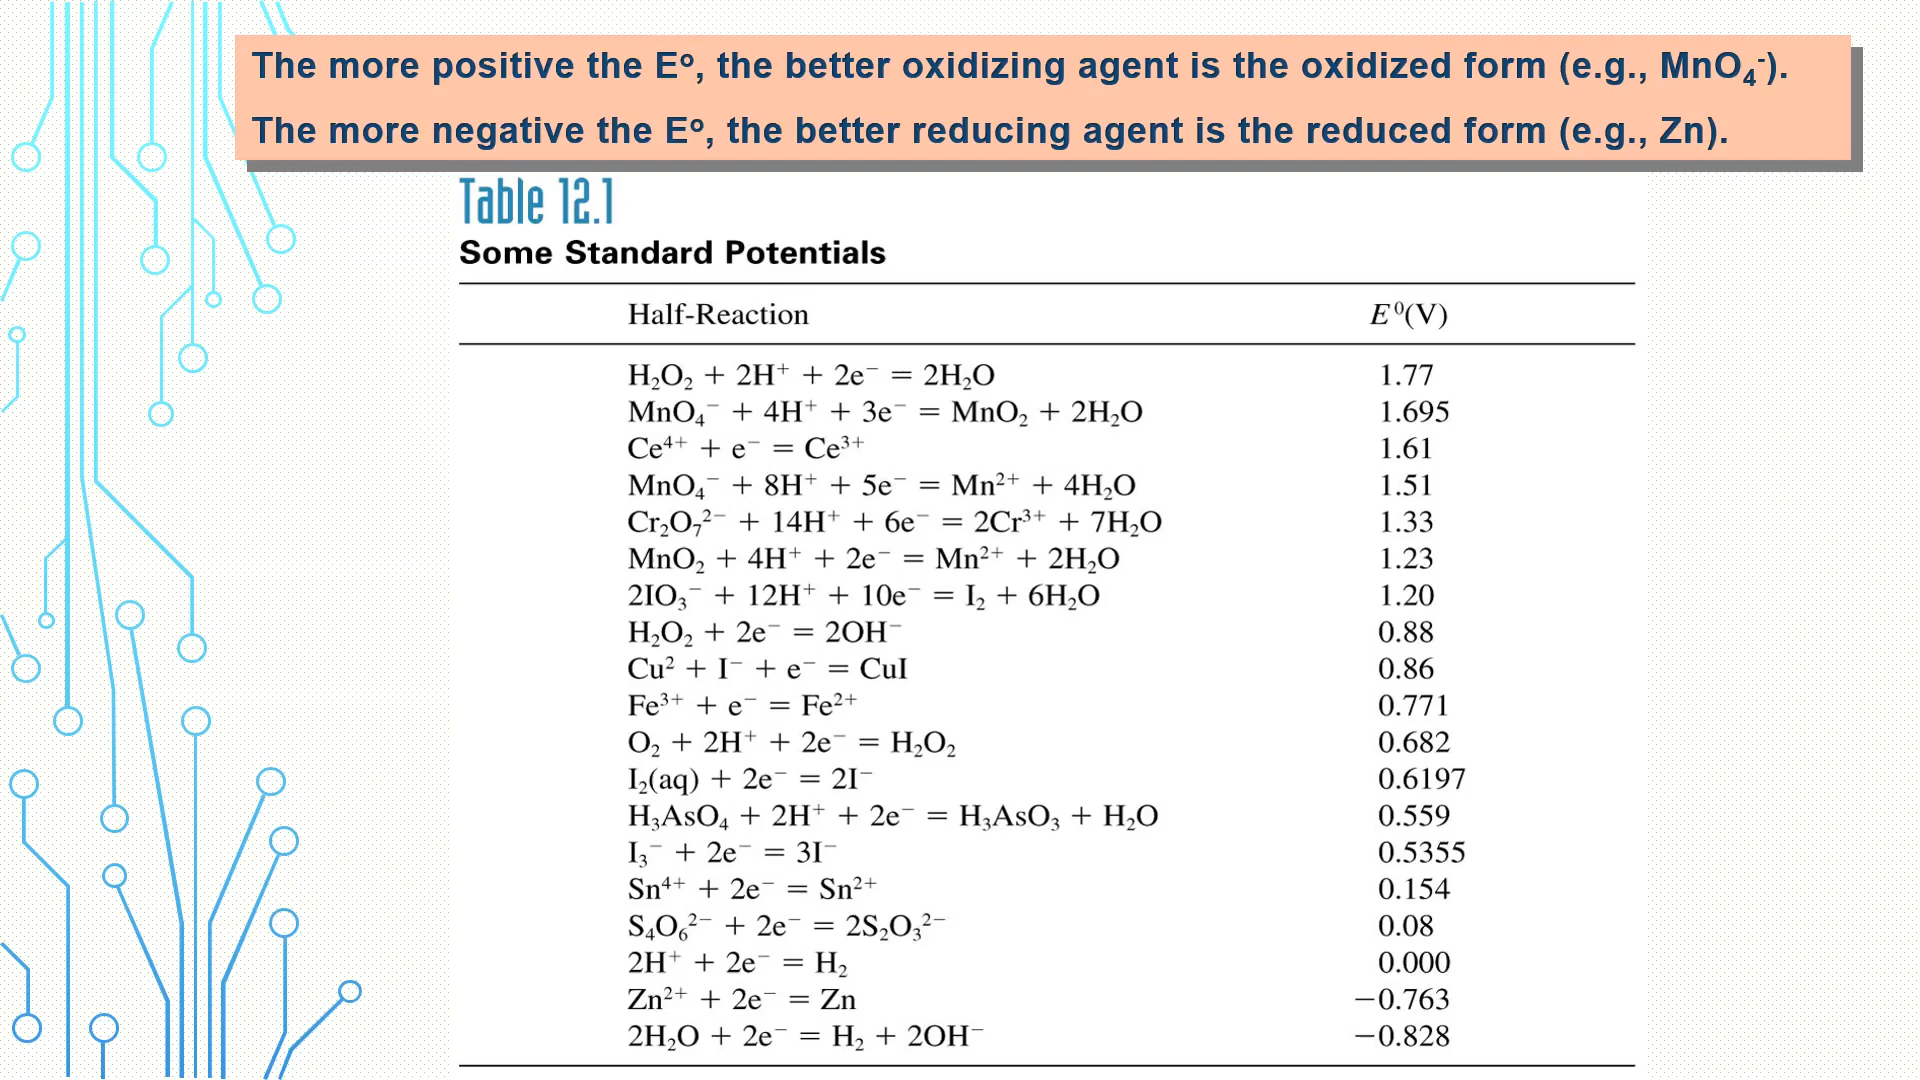 The more positive the Eº, the better oxidizing agent is the oxidized form (e.g., MnO₄⁻).
The more negative the Eº, the better reducing agent is the reduced form (e.g., Zn).
Table 12.1
Some Standard Potentials
Half-Reaction E⁰(V)
H₂O₂ + 2H⁺ + 2e⁻ = 2H₂O 1.77
MnO₄⁻ + 4H⁺ + 3e⁻ = MnO₂ + 2H₂O 1.695
Ce⁴⁺ + e⁻ = Ce³⁺ 1.61
MnO₄⁻ + 8H⁺ + 5e⁻ = Mn²⁺ + 4H₂O 1.51
Cr₂O₇²⁻ + 14H⁺ + 6e⁻ = 2Cr³⁺ + 7H₂O 1.33
MnO₂ + 4H⁺ + 2e⁻ = Mn²⁺ + 2H₂O 1.23
2IO₃⁻ + 12H⁺ + 10e⁻ = I₂ + 6H₂O 1.20
H₂O₂ + 2e⁻ = 2OH⁻ 0.88
Cu² + I⁻ + e⁻ = CuI 0.86
Fe³⁺ + e⁻ = Fe²⁺ 0.771
O₂ + 2H⁺ + 2e⁻ = H₂O₂ 0.682
I₂(aq) + 2e⁻ = 2I⁻ 0.6197
H₃AsO₄ + 2H⁺ + 2e⁻ = H₃AsO₃ + H₂O 0.559
I₃⁻ + 2e⁻ = 3I⁻ 0.5355
Sn⁴⁺ + 2e⁻ = Sn²⁺ 0.154
S₄O₆²⁻ + 2e⁻ = 2S₂O₃²⁻ 0.08
2H⁺ + 2e⁻ = H₂ 0.000
Zn²⁺ + 2e⁻ = Zn −0.763
2H₂O + 2e⁻ = H₂ + 2OH⁻ −0.828